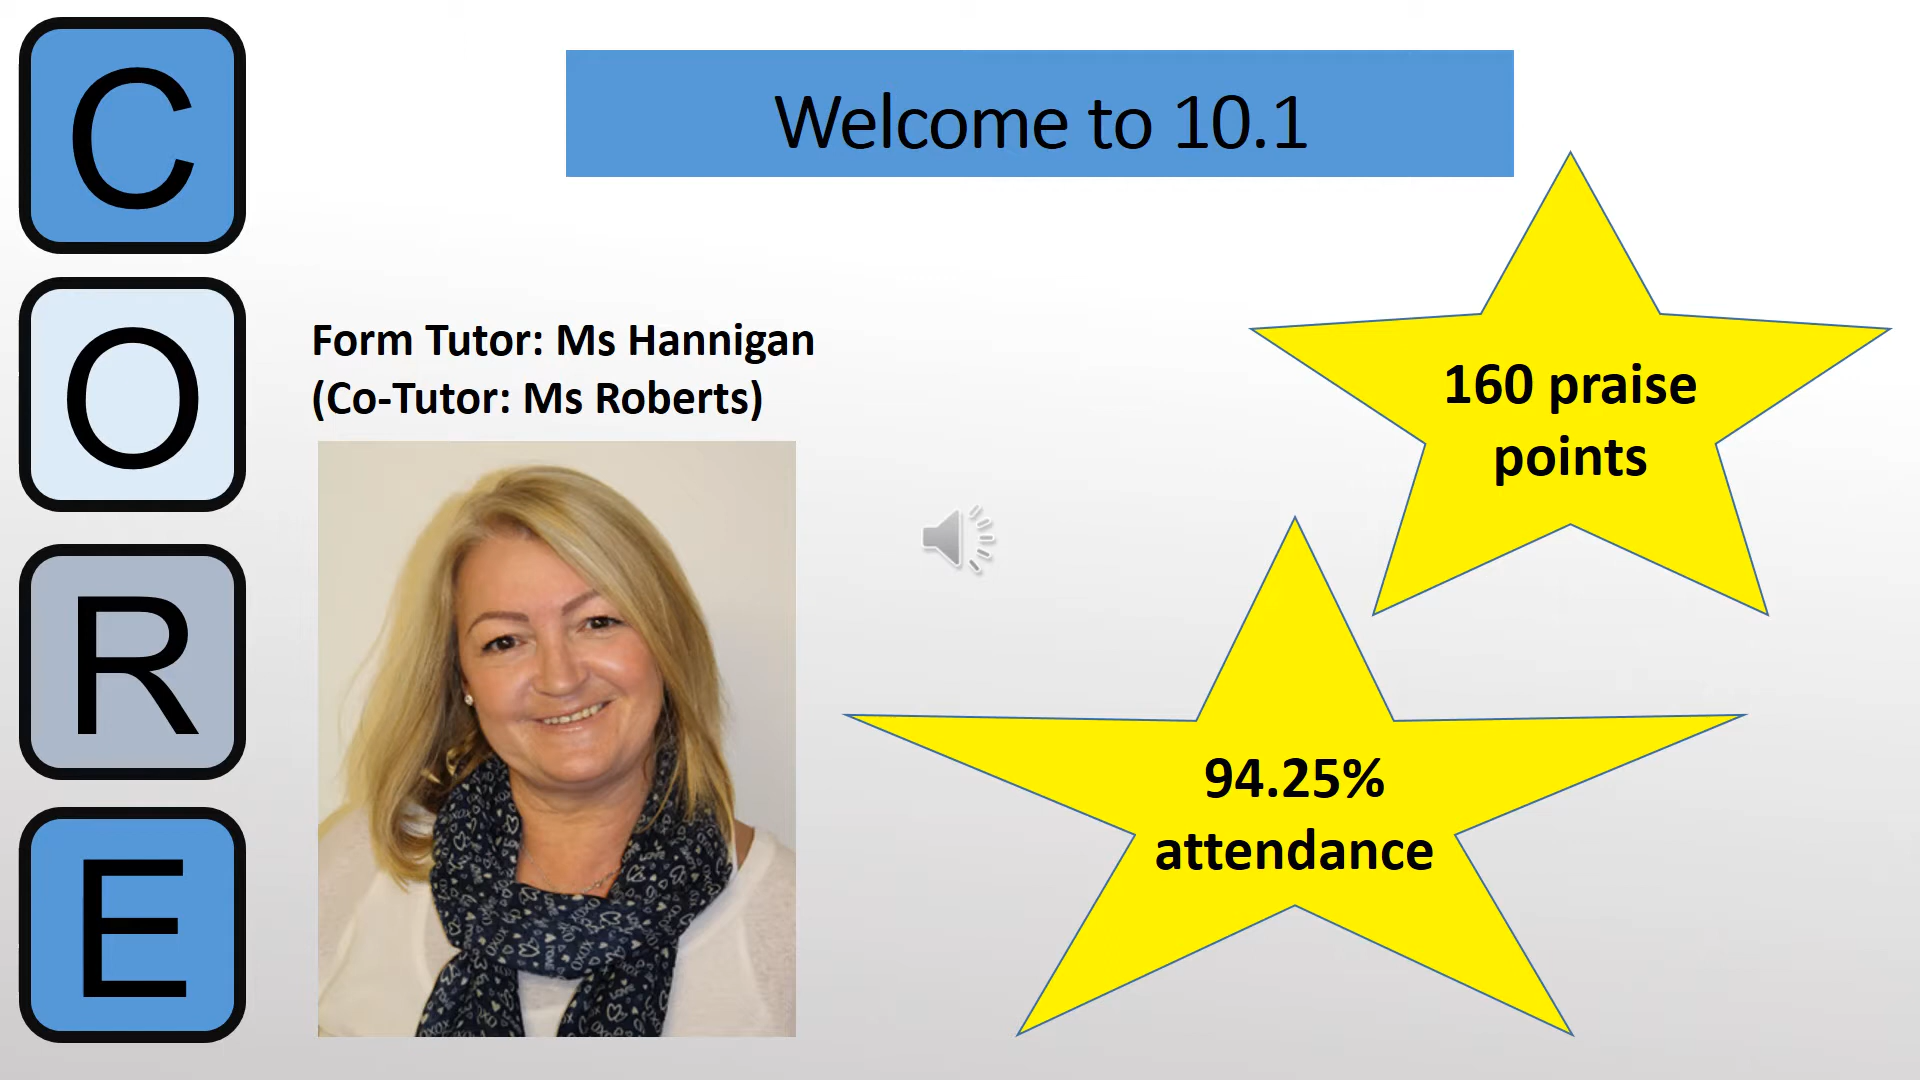 C
O
R
E
Welcome to 10.1
Form Tutor: Ms Hannigan
(Co-Tutor: Ms Roberts)
160 praise
points
94.25%
attendance